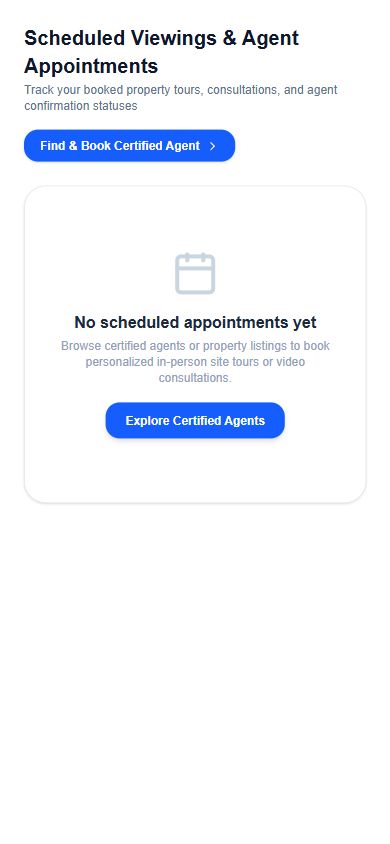 Scheduled Viewings & Agent
Appointments
Track your booked property tours, consultations, and agent
confirmation statuses
Find & Book Certified Agent
No scheduled appointments yet
Browse certified agents or property listings to book
personalized in-person site tours or video
consultations.
Explore Certified Agents